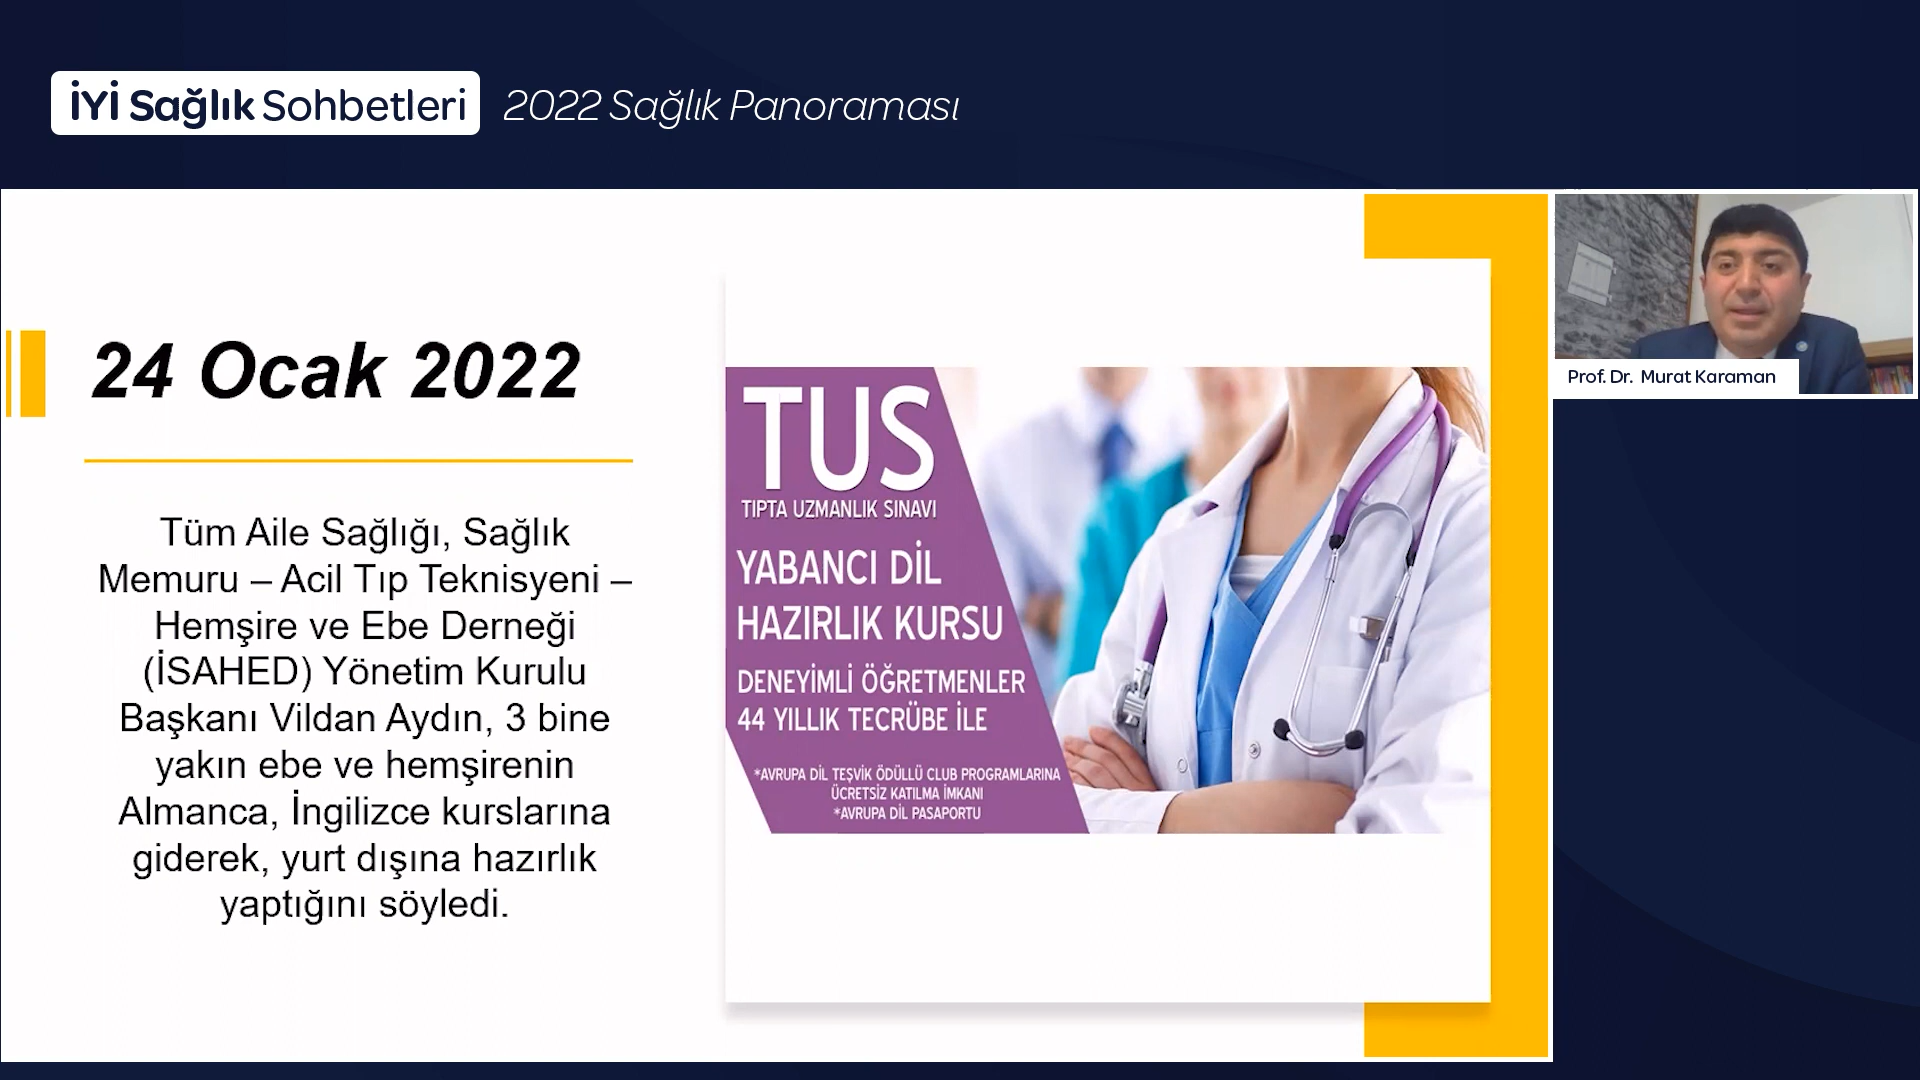 İYİ Sağlık Sohbetleri 2022 Sağlık Panoraması
24 Ocak 2022
Tüm Aile Sağlığı, Sağlık
Memuru – Acil Tıp Teknisyeni –
Hemşire ve Ebe Derneği
(İSAHED) Yönetim Kurulu
Başkanı Vildan Aydın, 3 bine
yakın ebe ve hemşirenin
Almanca, İngilizce kurslarına
giderek, yurt dışına hazırlık
yaptığını söyledi.
TUS
TIPTA UZMANLIK SINAVI
YABANCI DİL
HAZIRLIK KURSU
DENEYİMLİ ÖĞRETMENLER
44 YILLIK TECRÜBE İLE
*AVRUPA DİL TEŞVİK ÖDÜLLÜ CLUB PROGRAMLARINA
ÜCRETSİZ KATILMA İMKANI
*AVRUPA DİL PASAPORTU
Prof. Dr. Murat Karaman